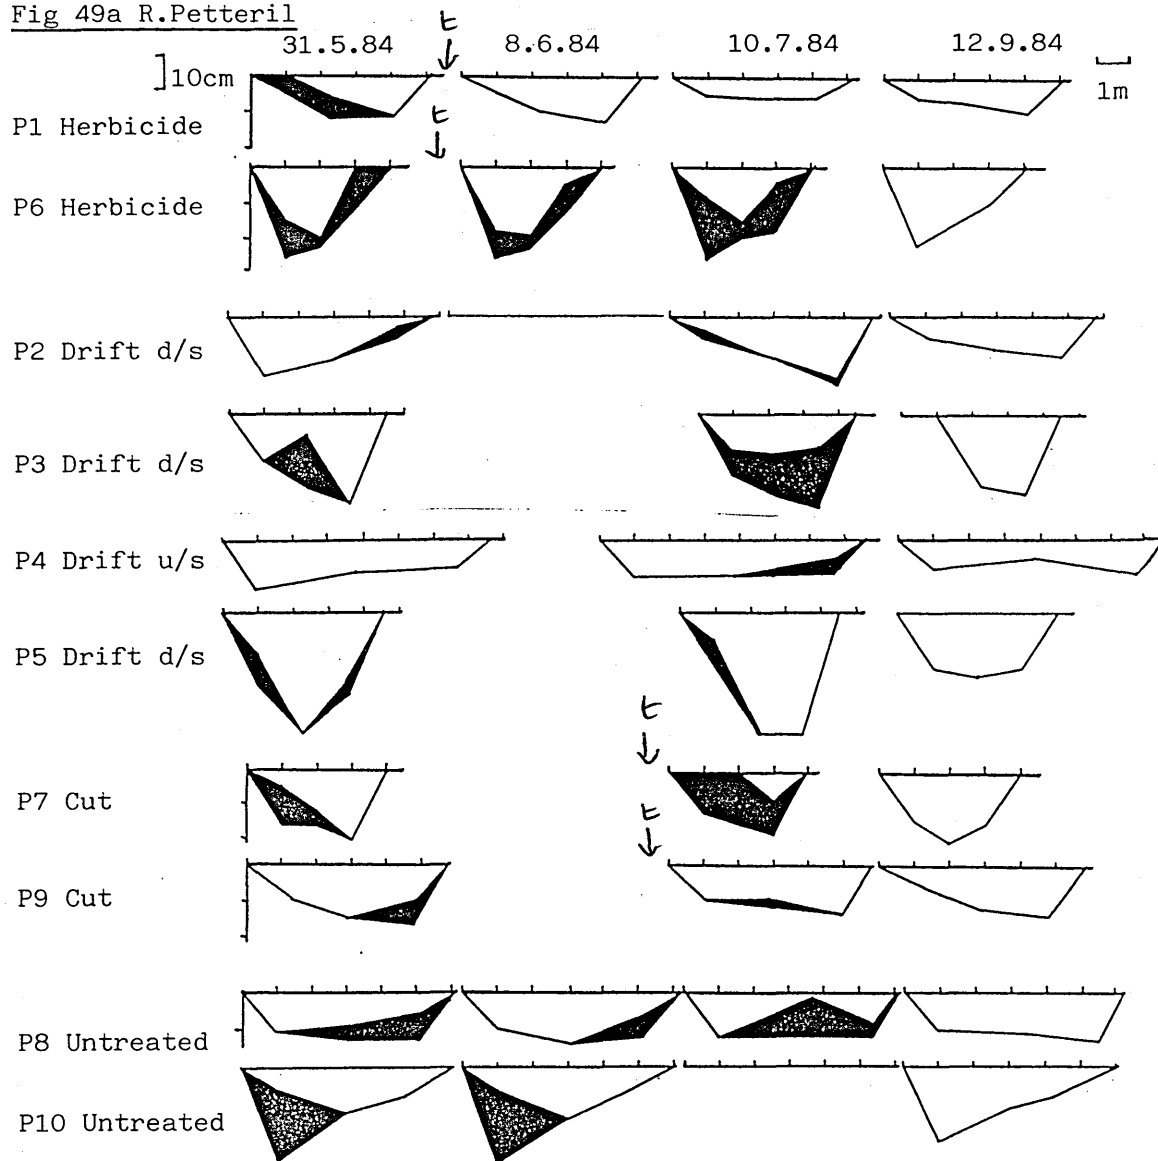 Fig 49a R.Petteril
t
31.5.84 8.6.84 10.7.84 12.9.84
10cm
1m
P1 Herbicide
t
P6 Herbicide
P2 Drift d/s
P3 Drift d/s
P4 Drift u/s
P5 Drift d/s
t
P7 Cut
t
P9 Cut
P8 Untreated
P10 Untreated